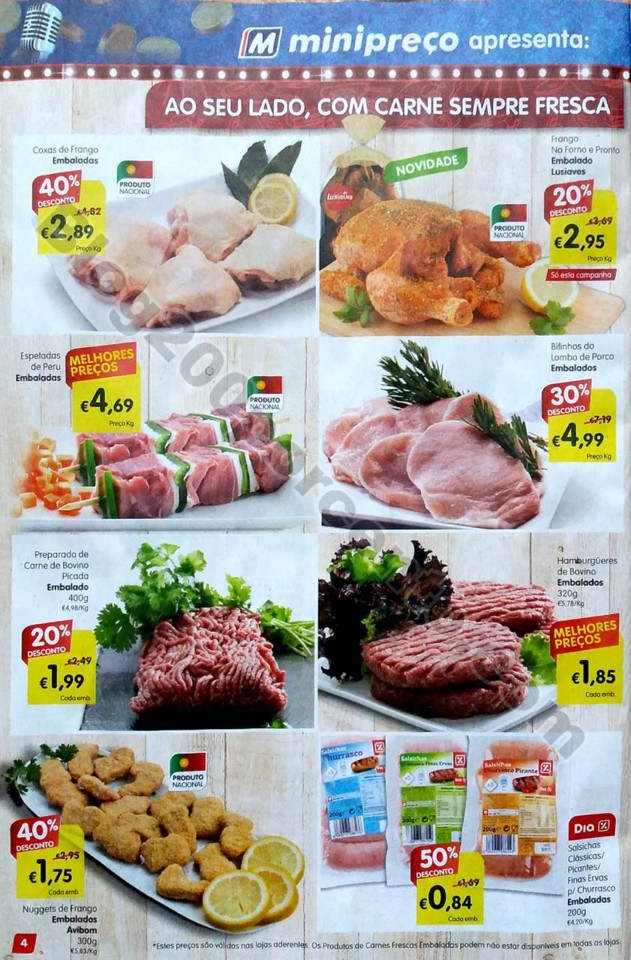 minipreço apresenta:
AO SEU LADO, COM CARNE SEMPRE FRESCA
Coxas de Frango
Embaladas
40%
DESCONTO
€4,82
€2,89
Preço Kg
PRODUTO
NACIONAL
NOVIDADE
Lusiaves
Frango
No Forno e Pronto
Embalado
Lusiaves
20%
DESCONTO
€3,69
€2,95
Preço Kg
PRODUTO
NACIONAL
Só esta campanha
Espetadas
de Peru
Embaladas
MELHORES
PREÇOS
€4,69
Preço Kg
PRODUTO
NACIONAL
Bifinhos do
Lombo de Porco
Embalados
30%
DESCONTO
€7,19
€4,99
Preço Kg
Preparado de
Carne de Bovino
Picada
Embalado
400g
€4,98/Kg
20%
DESCONTO
€2,49
€1,99
Cada emb.
Hambúrgueres
de Bovino
Embalados
320g
€5,78/Kg
MELHORES
PREÇOS
€1,85
Cada emb.
PRODUTO
NACIONAL
40%
DESCONTO
€2,95
€1,75
Cada emb.
Nuggets de Frango
Embalados
Avibom
300g
€5,83/Kg
Salsichas
Churrasco
Salsichas
Finas Ervas
Salsichas
Churrasco Picante
200g
50%
DESCONTO
€1,69
€0,84
Cada emb.
DIA %
Salsichas
Clássicas/
Picantes/
Finas Ervas
p/ Churrasco
Embaladas
200g
€4,20/Kg
4
*Estes preços são válidos nas lojas aderentes. Os Produtos de Carnes Frescas Embaladas podem não estar disponíveis em todas as lojas.